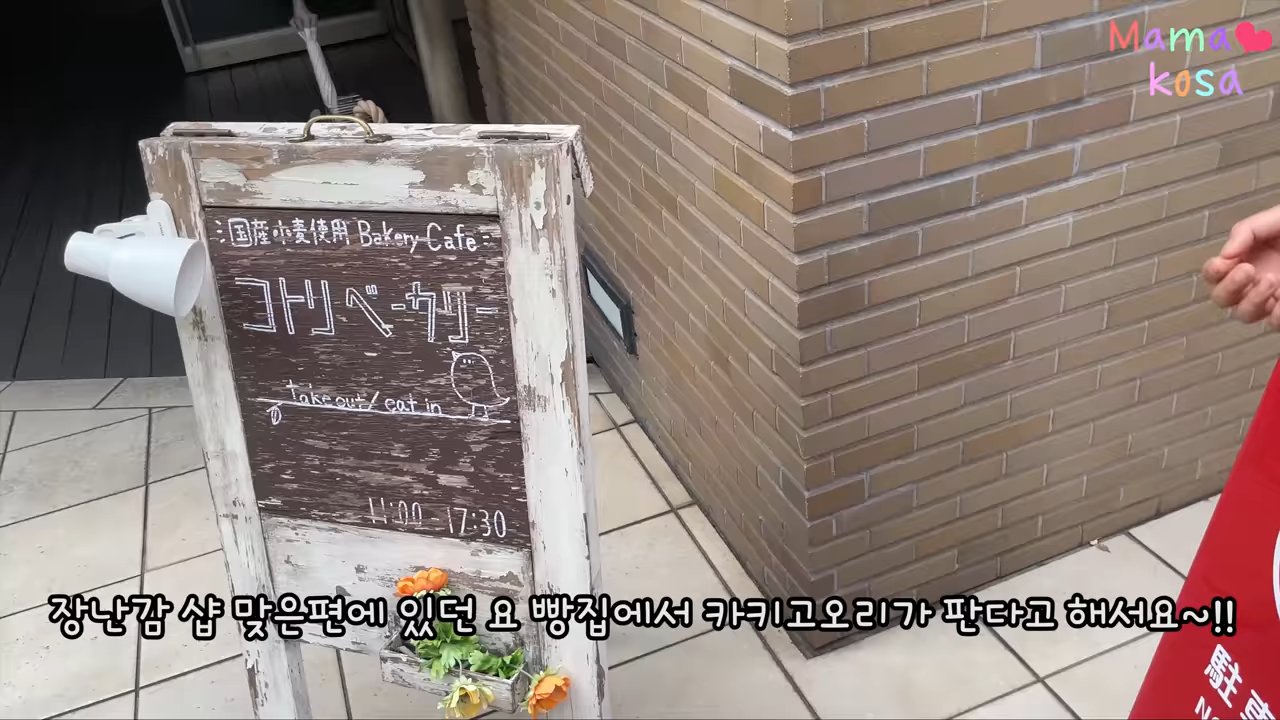 Mama
kosa
国産小麦使用 Bakery Cafe
コトリベーカリー
take out / eat in
11:00-17:30
장난감 샵 맞은편에 있던 요 빵집에서 카키고오리가 판다고 해서요~!!
駐車